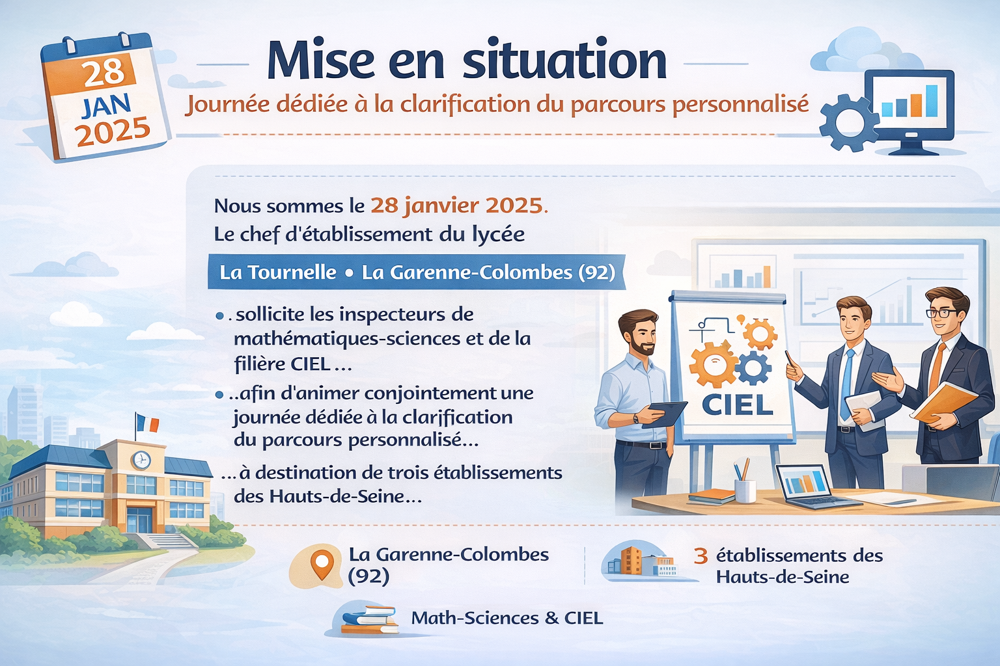 28
JAN
2025
Mise en situation
Journée dédiée à la clarification du parcours personnalisé
Nous sommes le 28 janvier 2025.
Le chef d'établissement du lycée
La Tournelle • La Garenne-Colombes (92)
• . sollicite les inspecteurs de
mathématiques-sciences et de la
filière CIEL...
• ..afin d'animer conjointement une
journée dédiée à la clarification
du parcours personnalisé...
...à destination de trois établissements
des Hauts-de-Seine...
CIEL
La Garenne-Colombes
(92)
3 établissements des
Hauts-de-Seine
Math-Sciences & CIEL